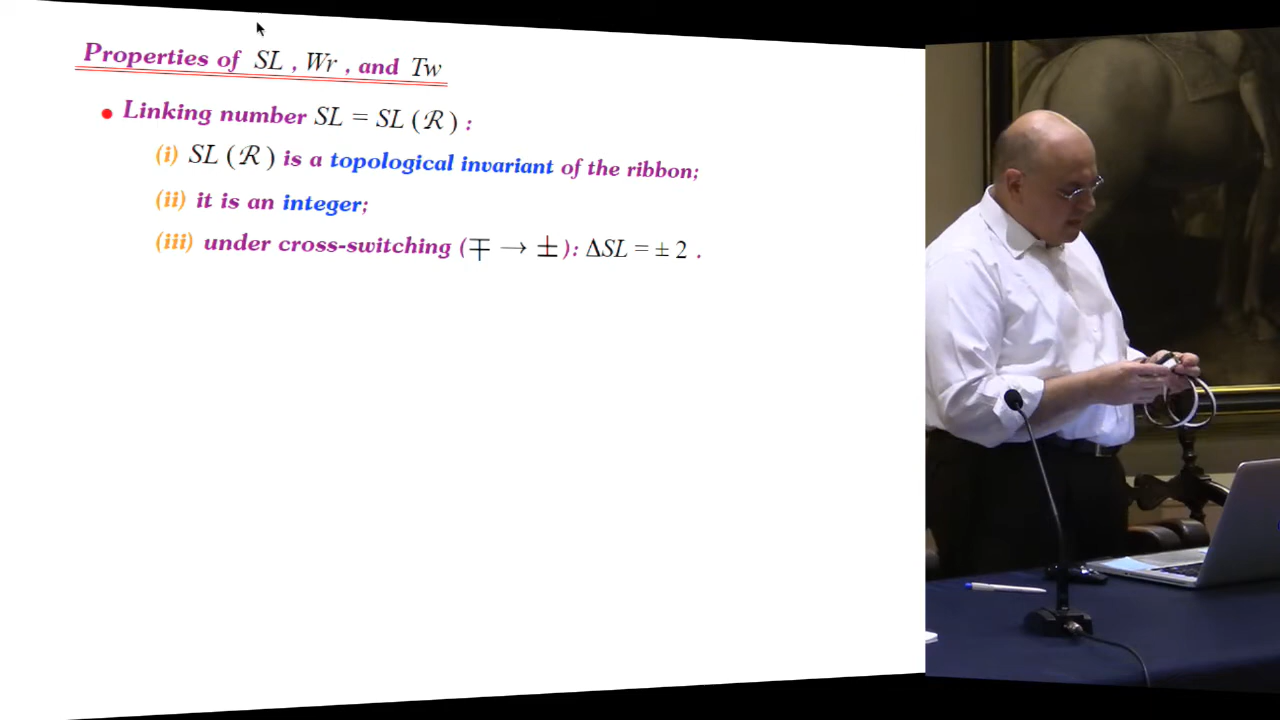 Properties of SL , Wr , and Tw
• Linking number SL = SL (ℛ) :
(i) SL (ℛ) is a topological invariant of the ribbon;
(ii) it is an integer;
(iii) under cross-switching (∓ → ±): ΔSL = ± 2 .